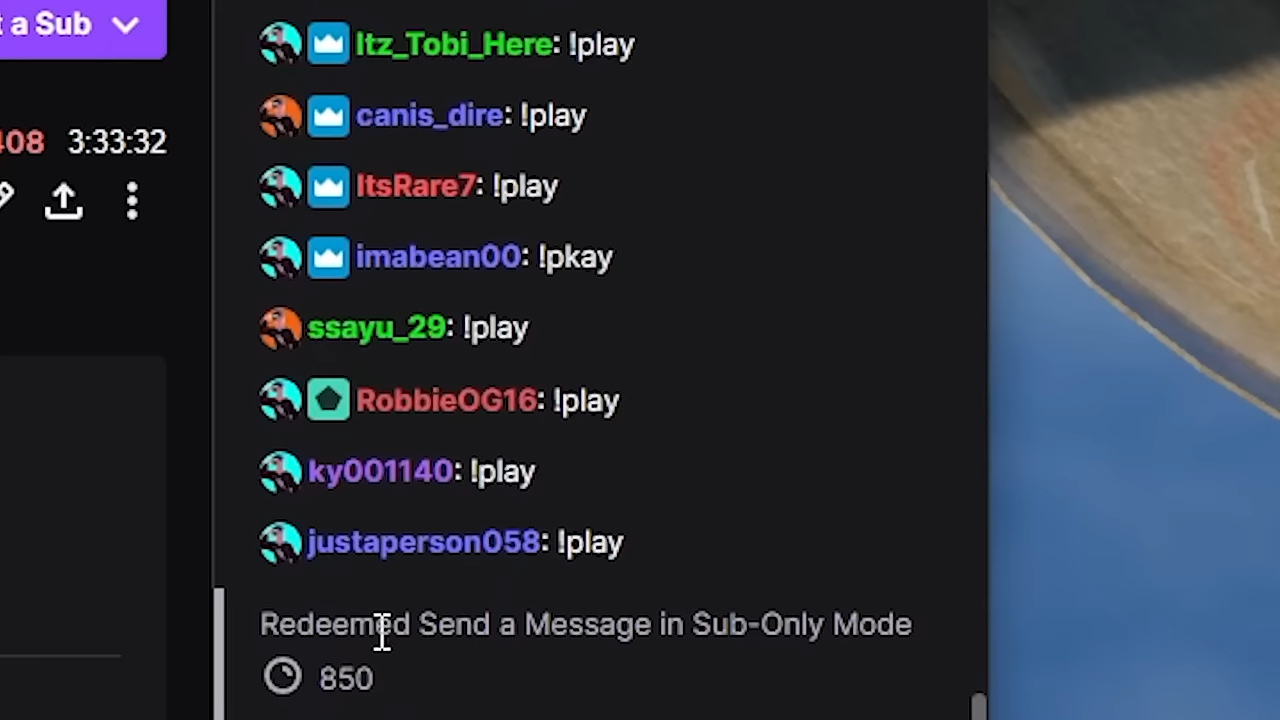 t a Sub
408 3:33:32
Itz_Tobi_Here: !play
canis_dire: !play
ItsRare7: !play
imabean00: !pkay
ssayu_29: !play
RobbieOG16: !play
ky001140: !play
justaperson058: !play
Redeemed Send a Message in Sub-Only Mode
850